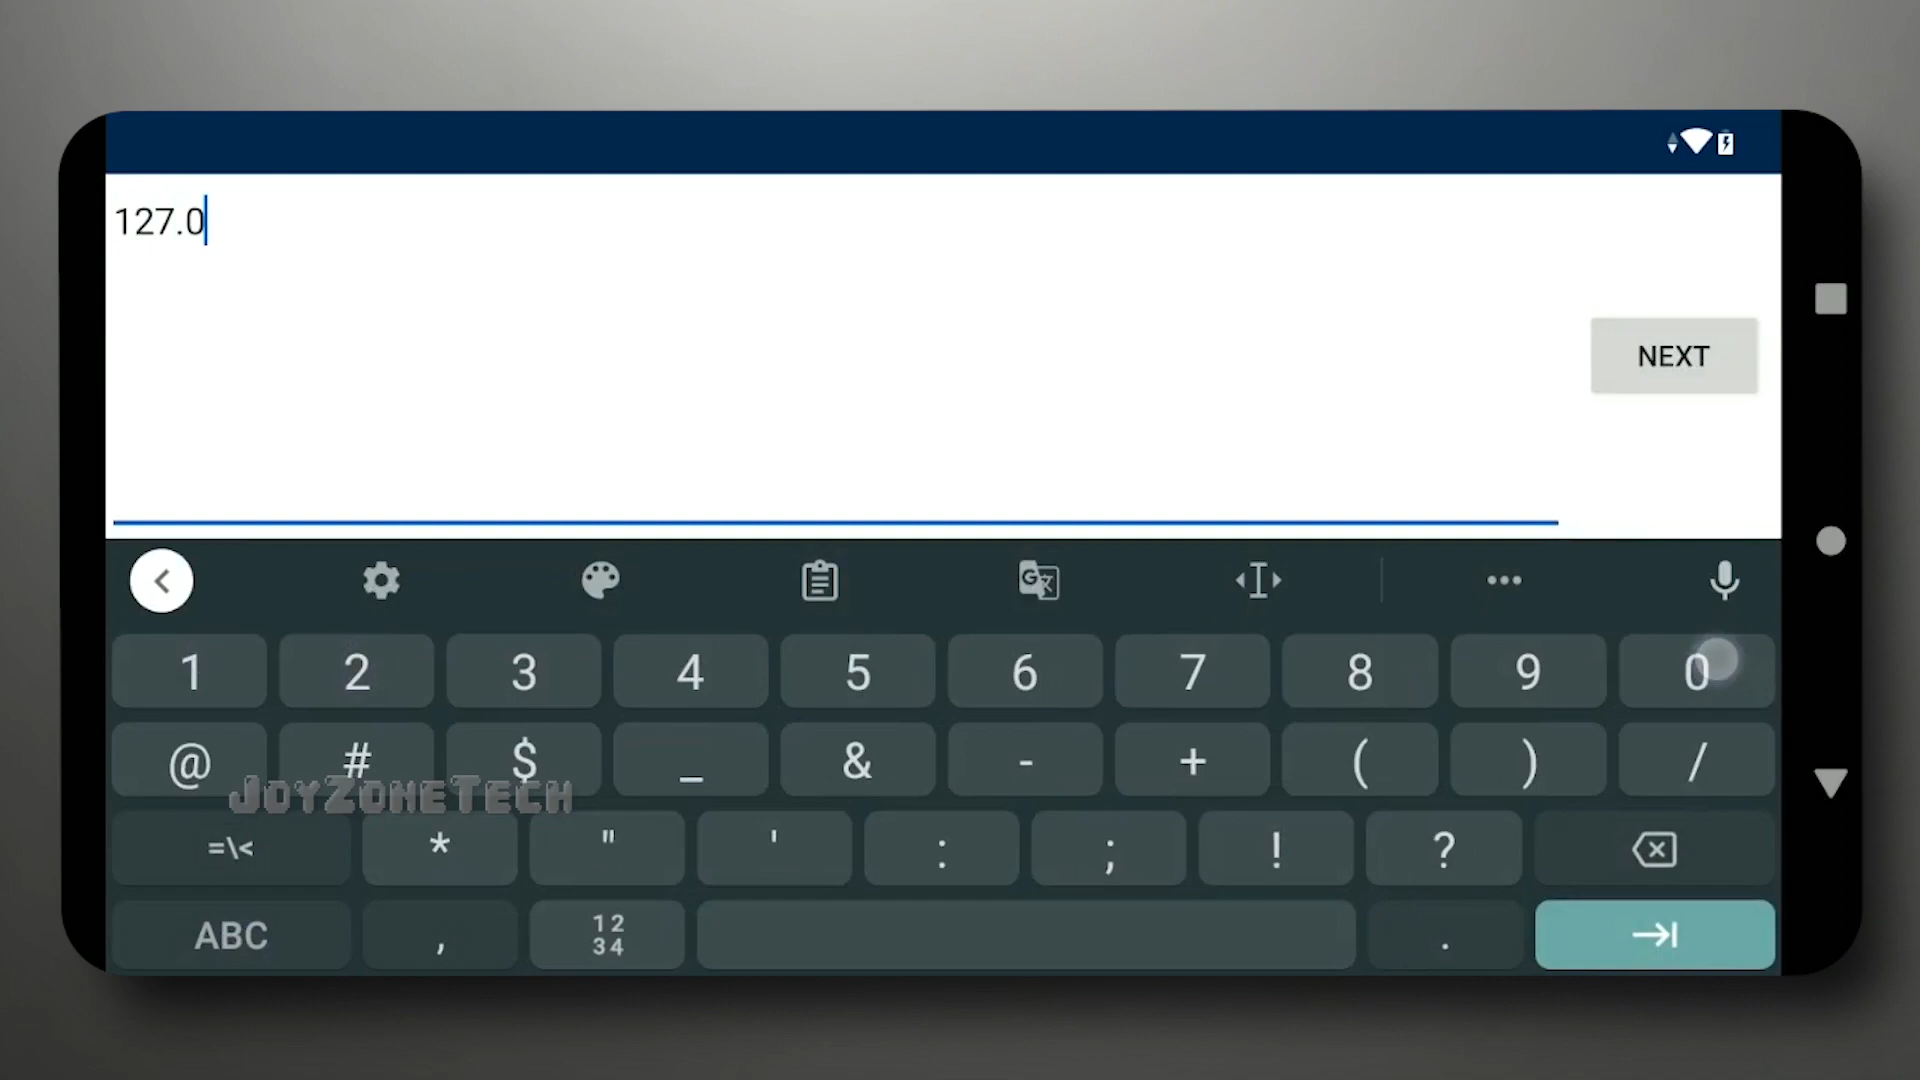 127.0
NEXT
1 2 3 4 5 6 7 8 9 0
@ # $ _ & - + ( ) /
JoyZoneTech
=\< * " ' : ; ! ?
ABC , 12 34 .